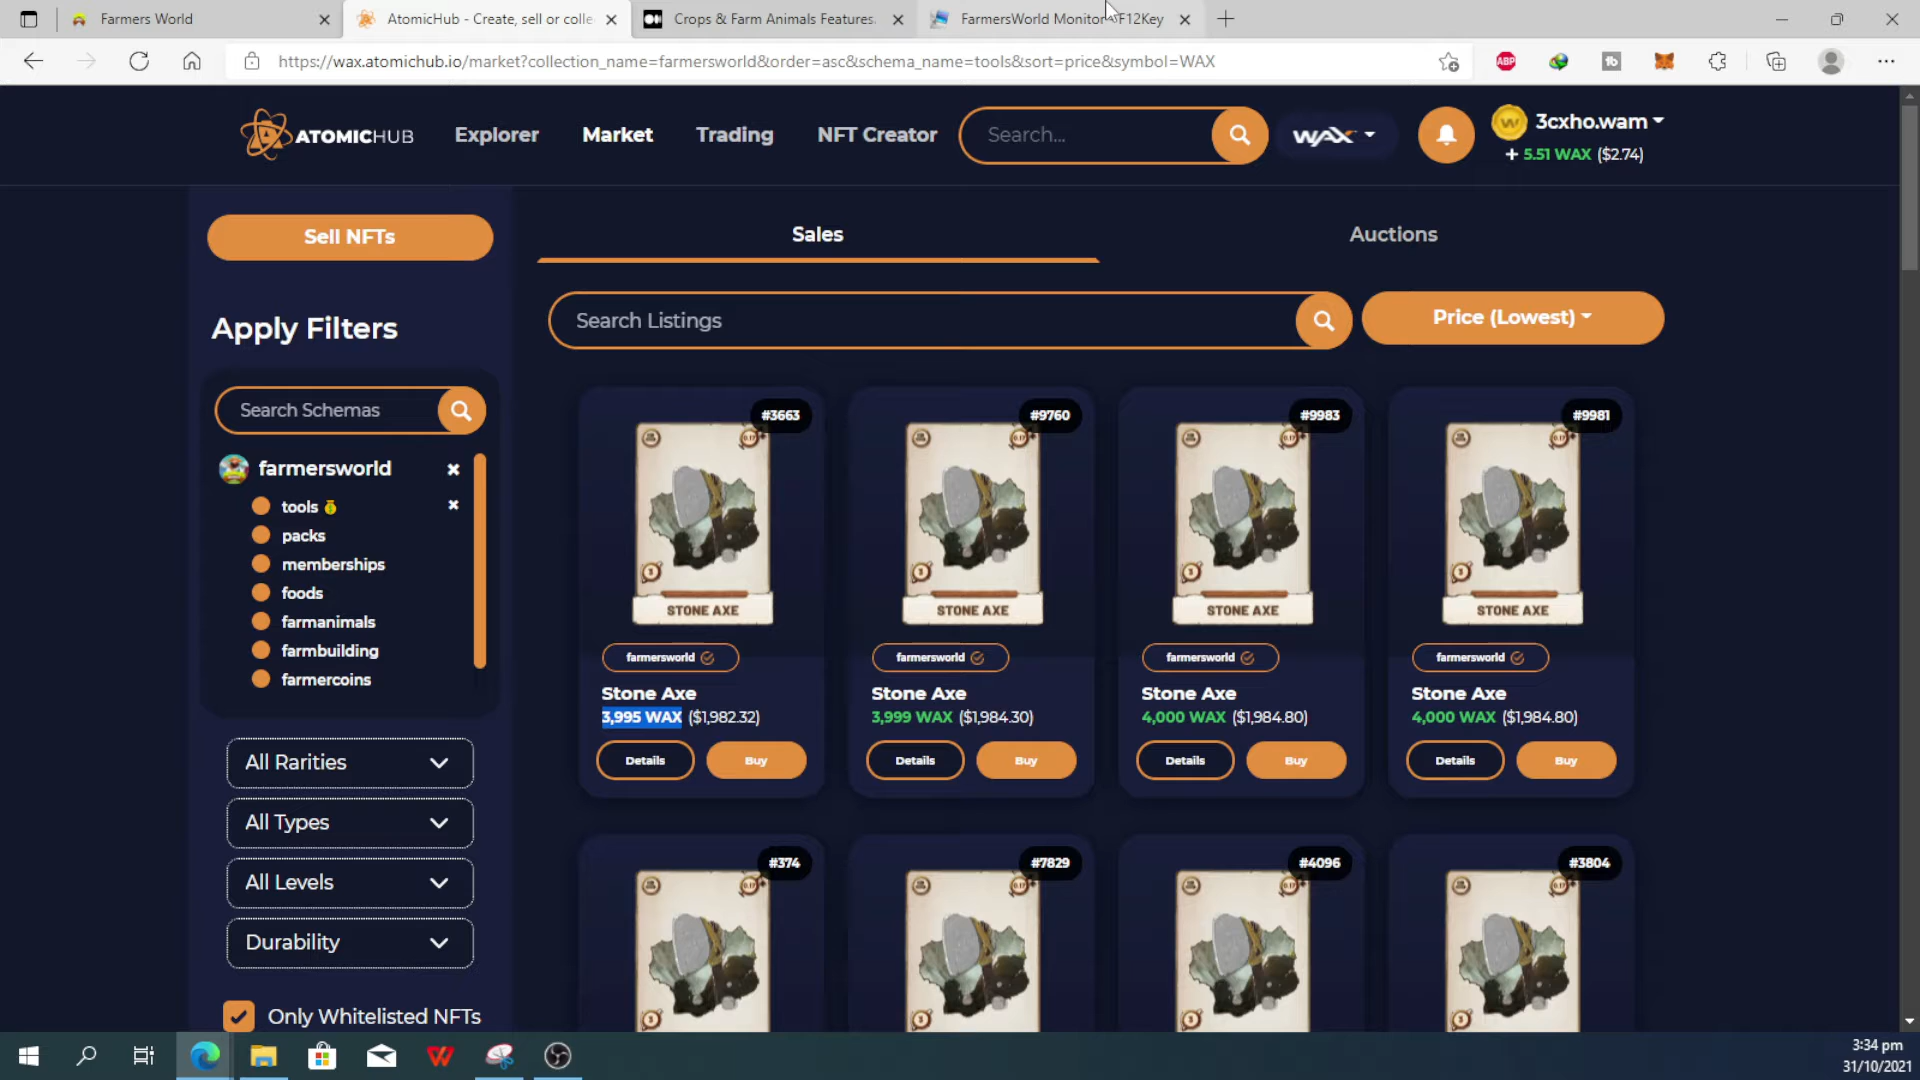 Farmers World
AtomicHub - Create, sell or colle
Crops & Farm Animals Features
FarmersWorld Monitor F12Key
https://wax.atomichub.io/market?collection_name=farmersworld&order=asc&schema_name=tools&sort=price&symbol=WAX
ABP
ATOMICHUB
Explorer
Market
Trading
NFT Creator
Search...
WAX
3cxho.wam
+ 5.51 WAX ($2.74)
Sell NFTs
Sales
Auctions
Apply Filters
Search Listings
Price (Lowest)
Search Schemas
farmersworld
tools
packs
memberships
foods
farmanimals
farmbuilding
farmercoins
All Rarities
All Types
All Levels
Durability
Only Whitelisted NFTs
#3663
STONE AXE
farmersworld
Stone Axe
3,995 WAX ($1,982.32)
Details
Buy
#9760
STONE AXE
farmersworld
Stone Axe
3,999 WAX ($1,984.30)
Details
Buy
#9983
STONE AXE
farmersworld
Stone Axe
4,000 WAX ($1,984.80)
Details
Buy
#9981
STONE AXE
farmersworld
Stone Axe
4,000 WAX ($1,984.80)
Details
Buy
#374
#7829
#4096
#3804
3:34 pm
31/10/2021